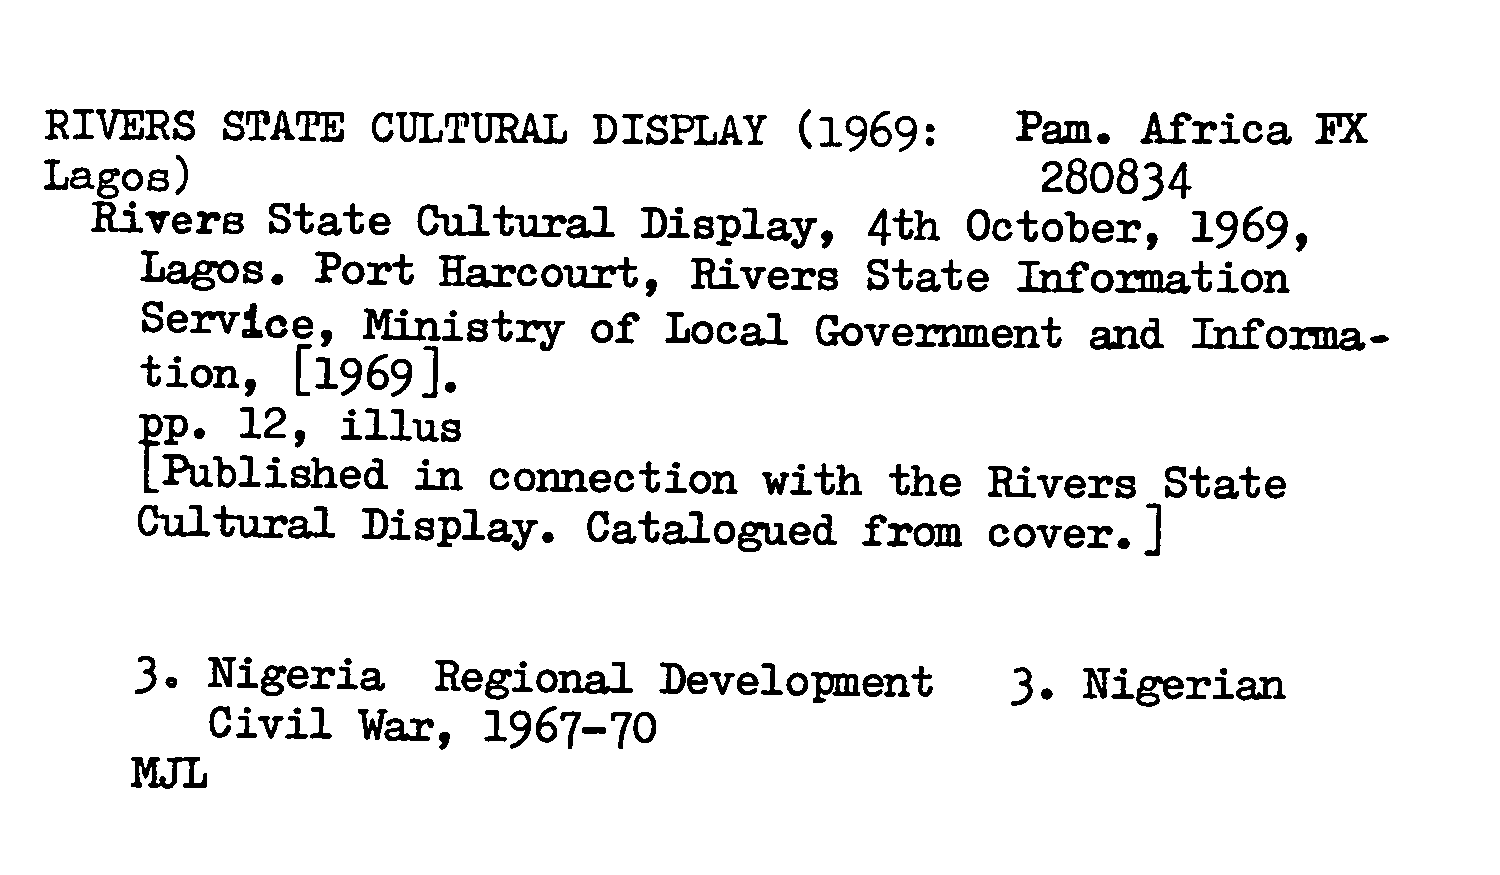 RIVERS STATE CULTURAL DISPLAY (1969: Pam. Africa FX
Lagos) 280834
Rivers State Cultural Display, 4th October, 1969,
Lagos. Port Harcourt, Rivers State Information
Service, Ministry of Local Government and Informa-
tion, [1969].
pp. 12, illus
[Published in connection with the Rivers State
Cultural Display. Catalogued from cover.]
3. Nigeria Regional Development 3. Nigerian
Civil War, 1967-70
MJL